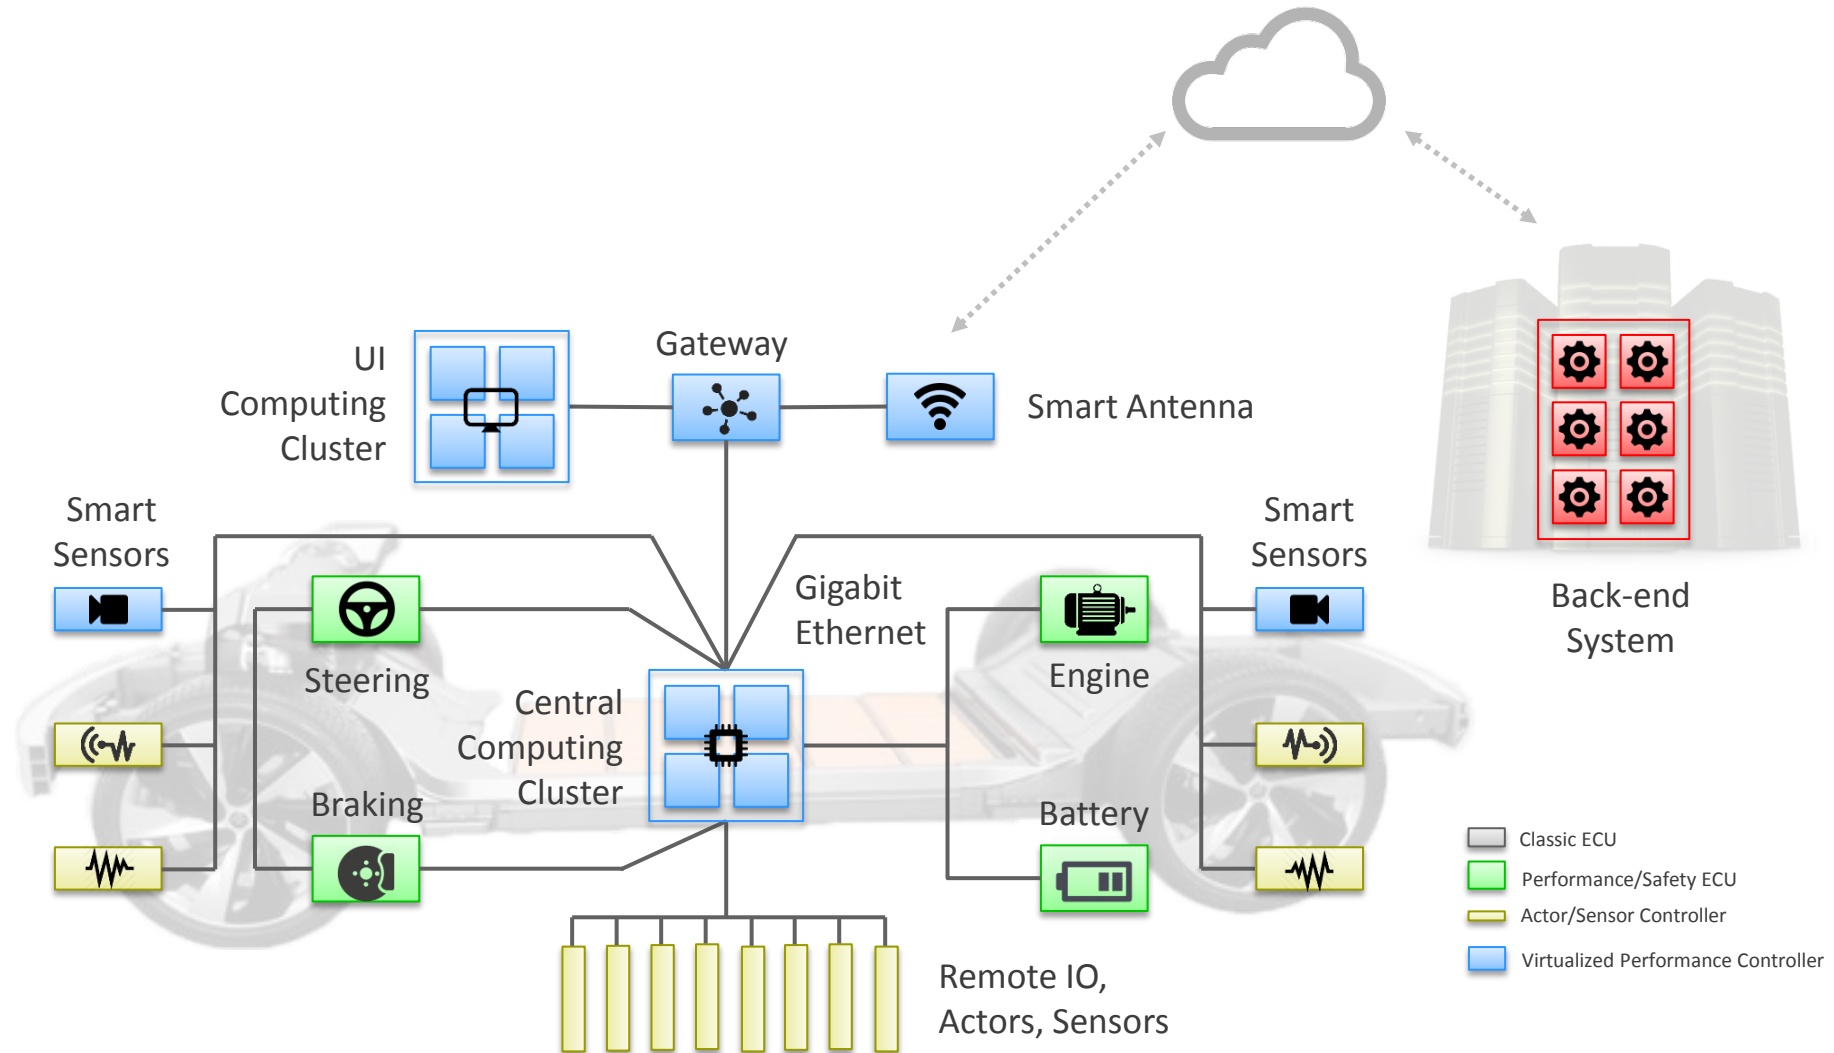 UI
Computing
Cluster
Gateway
Smart Antenna
Smart
Sensors
Smart
Sensors
Gigabit
Ethernet
Back-end
System
Steering
Engine
Central
Computing
Cluster
Braking
Battery
Classic ECU
Performance/Safety ECU
Actor/Sensor Controller
Virtualized Performance Controller
Remote IO,
Actors, Sensors